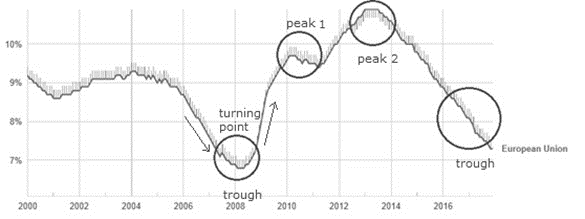 peak 1
10%
peak 2
9%
8%
turning
point
7%
European Union
trough
trough
2000
2002
2004
2006
2008
2010
2012
2014
2016